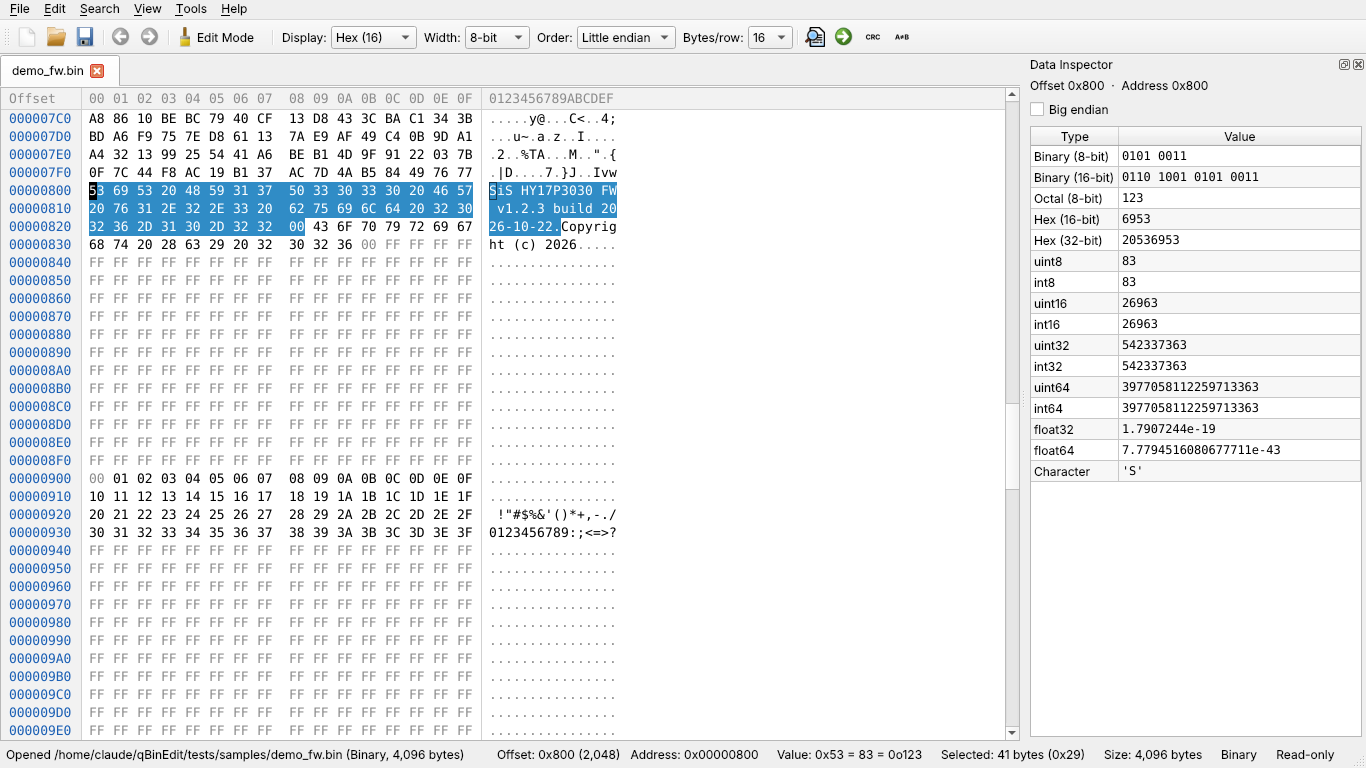 File Edit Search View Tools Help
Edit Mode Display: Hex (16) Width: 8-bit Order: Little endian Bytes/row: 16 CRC A≡B
demo_fw.bin
Offset 00 01 02 03 04 05 06 07 08 09 0A 0B 0C 0D 0E 0F 0123456789ABCDEF
000007C0 A8 86 10 BE BC 79 40 CF 13 D8 43 3C BA C1 34 3B .....y@...C<..4;
000007D0 BD A6 F9 75 7E D8 61 13 7A E9 AF 49 C4 0B 9D A1 ...u~.a.z..I....
000007E0 A4 32 13 99 25 54 41 A6 BE B1 4D 9F 91 22 03 7B .2..%TA...M..".{
000007F0 0F 7C 44 F8 AC 19 B1 37 AC 7D 4A B5 84 49 76 77 .|D....7.}J..Ivw
00000800 53 69 53 20 48 59 31 37 50 33 30 33 30 20 46 57 SiS HY17P3030 FW
00000810 20 76 31 2E 32 2E 33 20 62 75 69 6C 64 20 32 30 v1.2.3 build 20
00000820 32 36 2D 31 30 2D 32 32 00 43 6F 70 79 72 69 67 26-10-22.Copyrig
00000830 68 74 20 28 63 29 20 32 30 32 36 00 FF FF FF FF ht (c) 2026.....
00000840 FF FF FF FF FF FF FF FF FF FF FF FF FF FF FF FF ................
00000850 FF FF FF FF FF FF FF FF FF FF FF FF FF FF FF FF ................
00000860 FF FF FF FF FF FF FF FF FF FF FF FF FF FF FF FF ................
00000870 FF FF FF FF FF FF FF FF FF FF FF FF FF FF FF FF ................
00000880 FF FF FF FF FF FF FF FF FF FF FF FF FF FF FF FF ................
00000890 FF FF FF FF FF FF FF FF FF FF FF FF FF FF FF FF ................
000008A0 FF FF FF FF FF FF FF FF FF FF FF FF FF FF FF FF ................
000008B0 FF FF FF FF FF FF FF FF FF FF FF FF FF FF FF FF ................
000008C0 FF FF FF FF FF FF FF FF FF FF FF FF FF FF FF FF ................
000008D0 FF FF FF FF FF FF FF FF FF FF FF FF FF FF FF FF ................
000008E0 FF FF FF FF FF FF FF FF FF FF FF FF FF FF FF FF ................
000008F0 FF FF FF FF FF FF FF FF FF FF FF FF FF FF FF FF ................
00000900 00 01 02 03 04 05 06 07 08 09 0A 0B 0C 0D 0E 0F ................
00000910 10 11 12 13 14 15 16 17 18 19 1A 1B 1C 1D 1E 1F ................
00000920 20 21 22 23 24 25 26 27 28 29 2A 2B 2C 2D 2E 2F !"#$%&'()*+,-./
00000930 30 31 32 33 34 35 36 37 38 39 3A 3B 3C 3D 3E 3F 0123456789:;<=>?
00000940 FF FF FF FF FF FF FF FF FF FF FF FF FF FF FF FF ................
00000950 FF FF FF FF FF FF FF FF FF FF FF FF FF FF FF FF ................
00000960 FF FF FF FF FF FF FF FF FF FF FF FF FF FF FF FF ................
00000970 FF FF FF FF FF FF FF FF FF FF FF FF FF FF FF FF ................
00000980 FF FF FF FF FF FF FF FF FF FF FF FF FF FF FF FF ................
00000990 FF FF FF FF FF FF FF FF FF FF FF FF FF FF FF FF ................
000009A0 FF FF FF FF FF FF FF FF FF FF FF FF FF FF FF FF ................
000009B0 FF FF FF FF FF FF FF FF FF FF FF FF FF FF FF FF ................
000009C0 FF FF FF FF FF FF FF FF FF FF FF FF FF FF FF FF ................
000009D0 FF FF FF FF FF FF FF FF FF FF FF FF FF FF FF FF ................
000009E0 FF FF FF FF FF FF FF FF FF FF FF FF FF FF FF FF ................
Data Inspector
Offset 0x800 · Address 0x800
Big endian
Type Value
Binary (8-bit) 0101 0011
Binary (16-bit) 0110 1001 0101 0011
Octal (8-bit) 123
Hex (16-bit) 6953
Hex (32-bit) 20536953
uint8 83
int8 83
uint16 26963
int16 26963
uint32 542337363
int32 542337363
uint64 3977058112259713363
int64 3977058112259713363
float32 1.7907244e-19
float64 7.7794516080677711e-43
Character 'S'
Opened /home/claude/qBinEdit/tests/samples/demo_fw.bin (Binary, 4,096 bytes) Offset: 0x800 (2,048) Address: 0x00000800 Value: 0x53 = 83 = 0o123 Selected: 41 bytes (0x29) Size: 4,096 bytes Binary Read-only